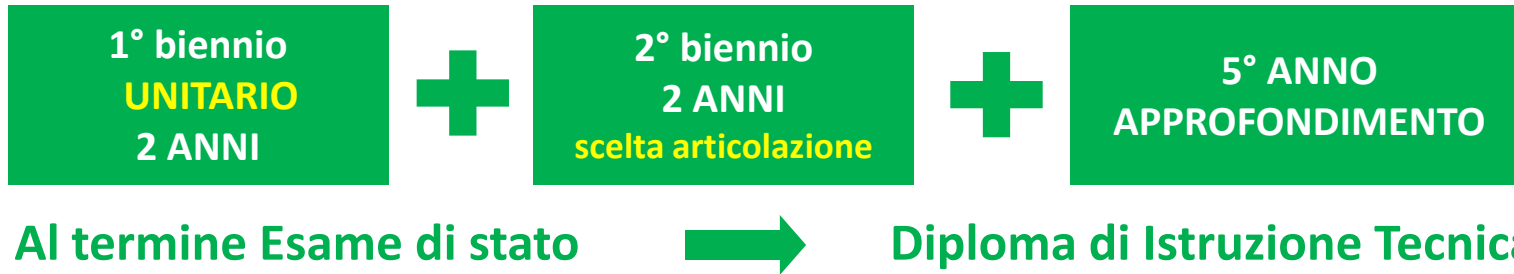 1° biennio
UNITARIO
2 ANNI
2° biennio
2 ANNI
scelta articolazione
5° ANNO
APPROFONDIMENTO
Al termine Esame di stato
Diploma di Istruzione Tecnica